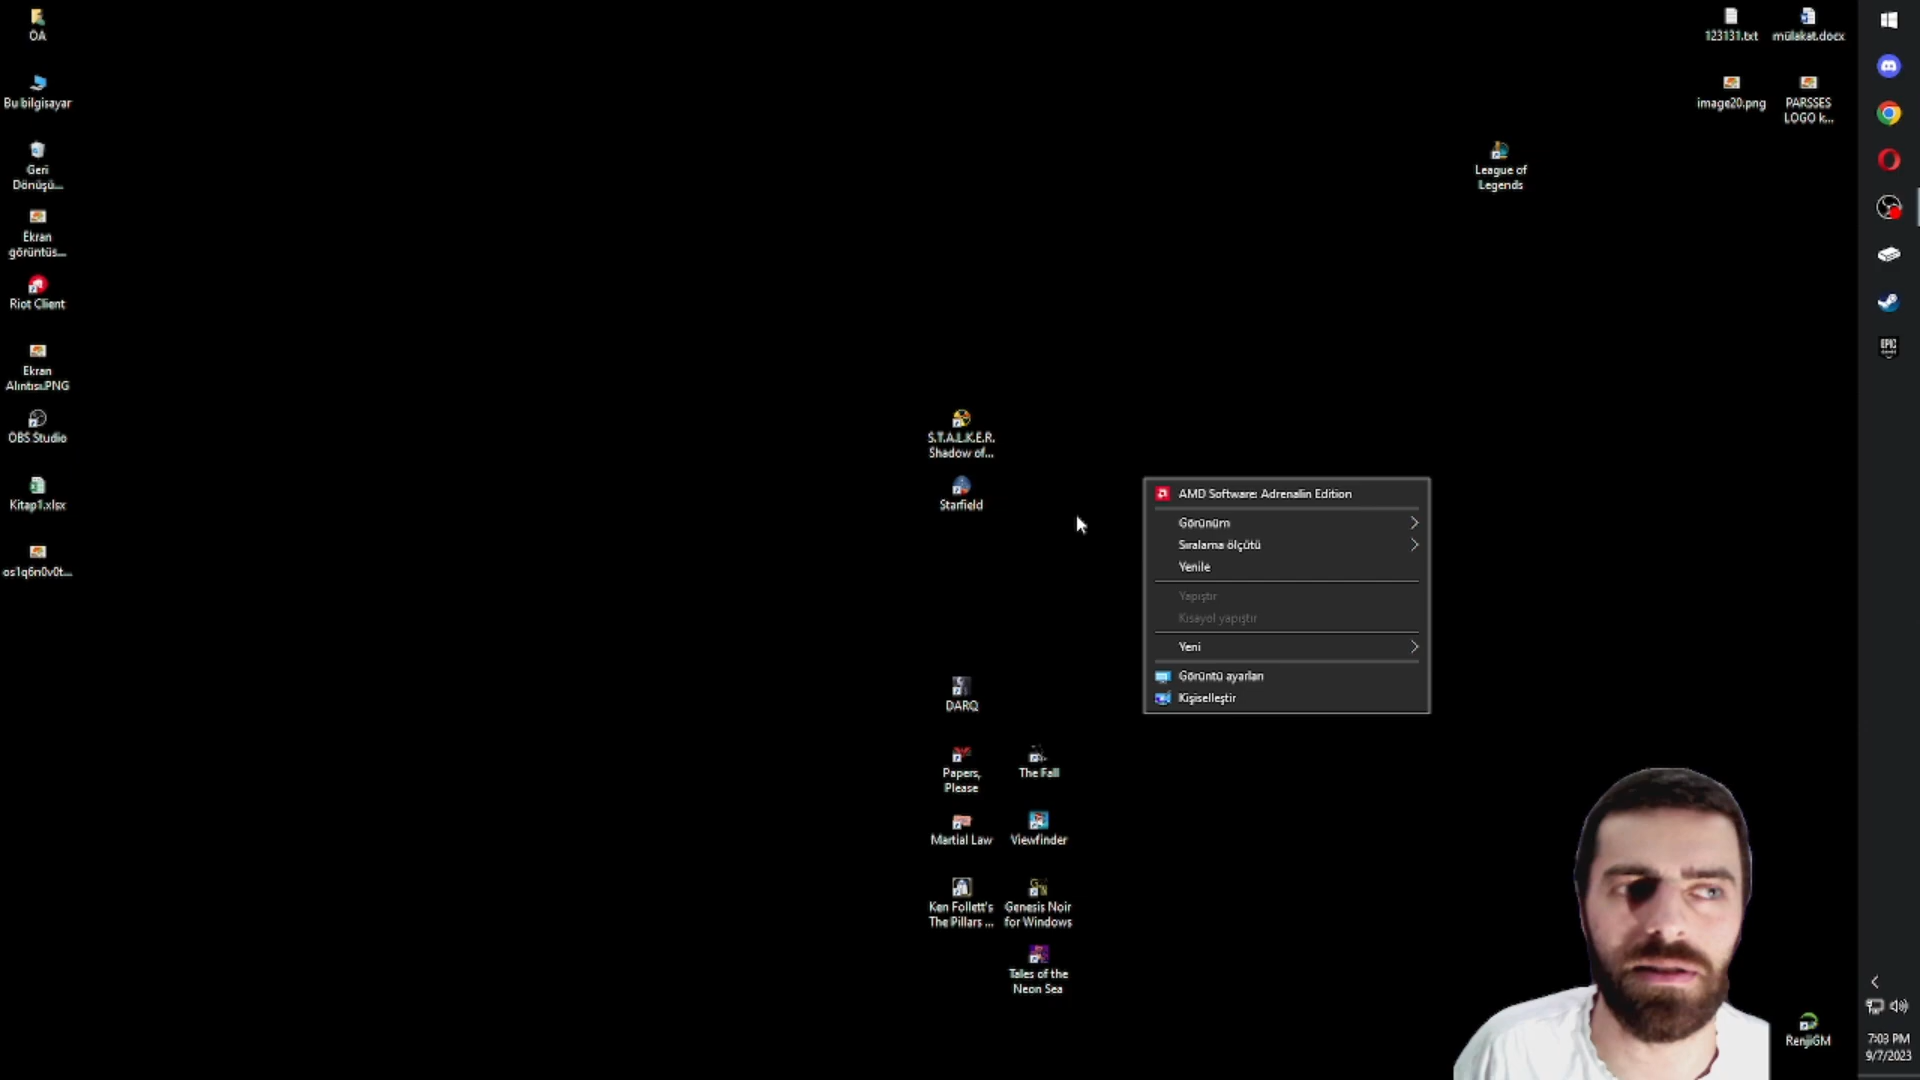 OA
Bu bilgisayar
Geri
Dönüşü...
Ekran
görüntüs...
Riot Client
Ekran
Alıntısı.PNG
OBS Studio
Kitap1.xlsx
os1q6n0v0t...
S.T.A.L.K.E.R.
Shadow of...
Starfield
DARQ
Papers,
Please
The Fall
Martial Law
Viewfinder
Ken Follett's
The Pillars ...
Genesis Noir
for Windows
Tales of the
Neon Sea
AMD Software: Adrenalin Edition
Görünüm
Sıralama ölçütü
Yenile
Yapıştır
Kısayol yapıştır
Yeni
Görüntü ayarları
Kişiselleştir
League of
Legends
123131.txt
mülakat.docx
image20.png
PARSSES
LOGO k...
EPIC
RenjiGM
7:03 PM
9/7/2023